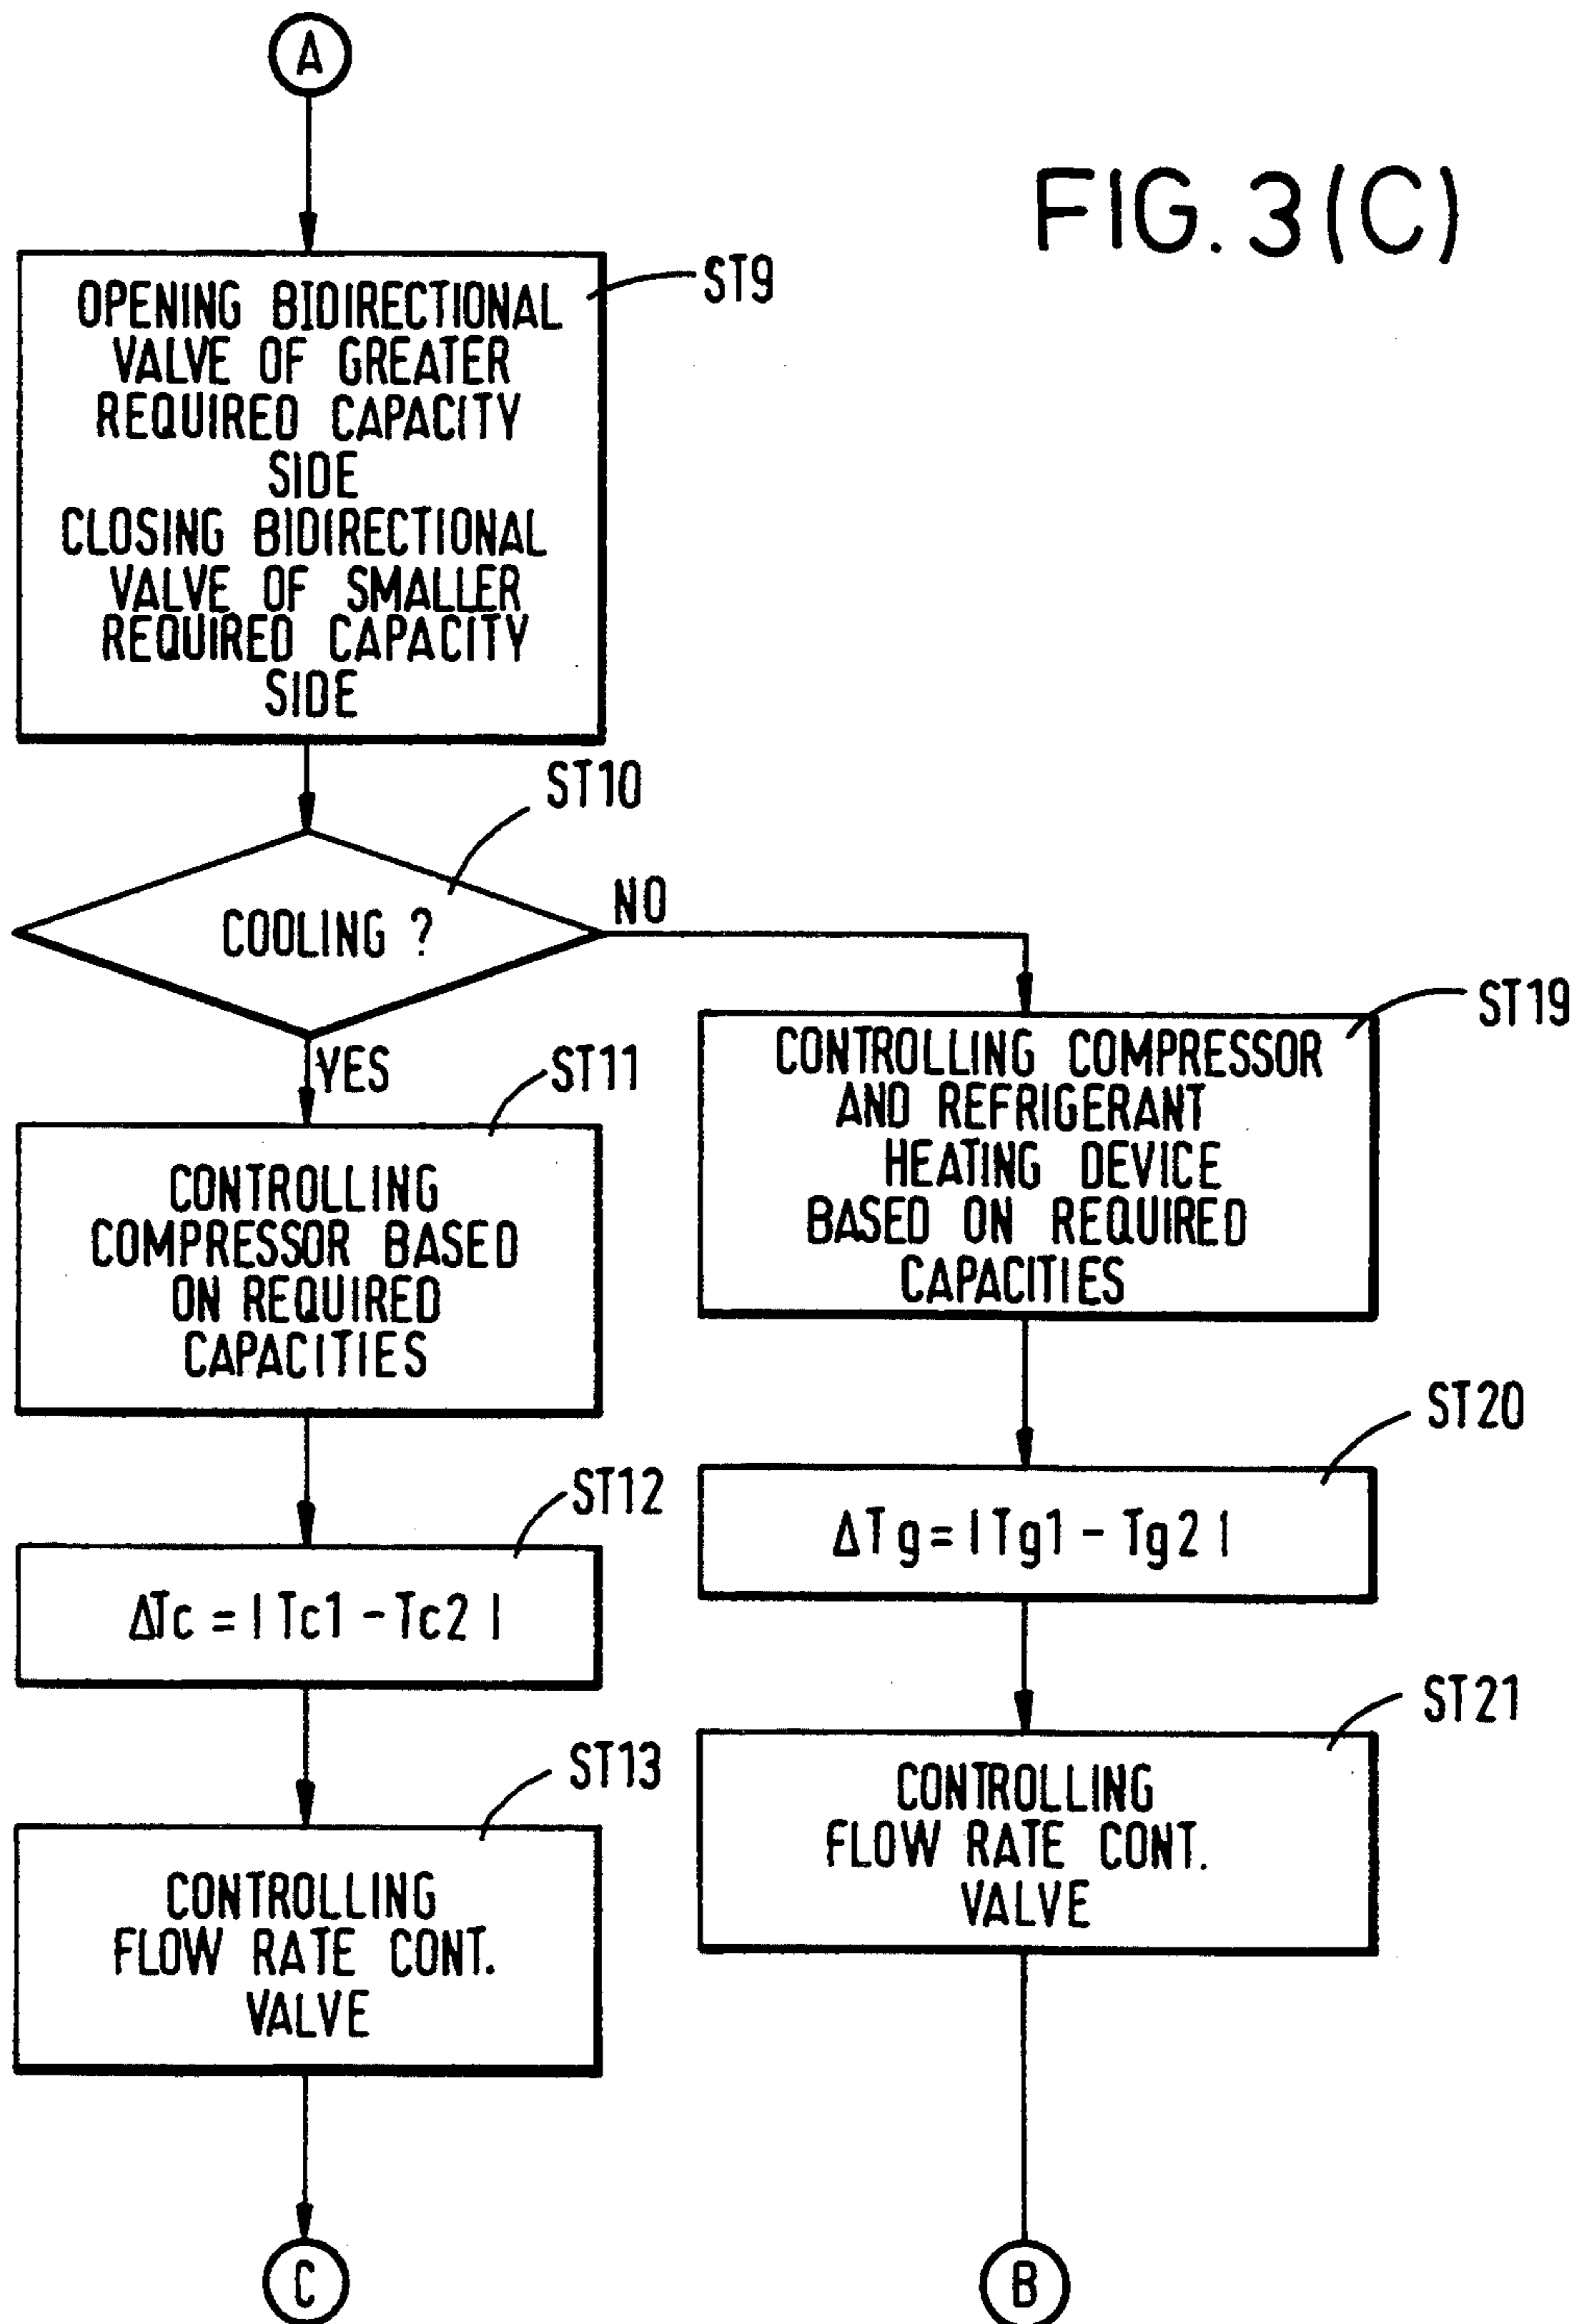 A
FIG. 3(C)
ST9
OPENING BIDIRECTIONAL
VALVE OF GREATER
REQUIRED CAPACITY
SIDE
CLOSING BIDIRECTIONAL
VALVE OF SMALLER
REQUIRED CAPACITY
SIDE
ST10
COOLING ?
NO
YES
ST11
CONTROLLING
COMPRESSOR BASED
ON REQUIRED
CAPACITIES
ST12
ΔTc = | Tc1 - Tc2 |
ST13
CONTROLLING
FLOW RATE CONT.
VALVE
C
ST19
CONTROLLING COMPRESSOR
AND REFRIGERANT
HEATING DEVICE
BASED ON REQUIRED
CAPACITIES
ST20
ΔTg = | Tg1 - Tg2 |
ST21
CONTROLLING
FLOW RATE CONT.
VALVE
B